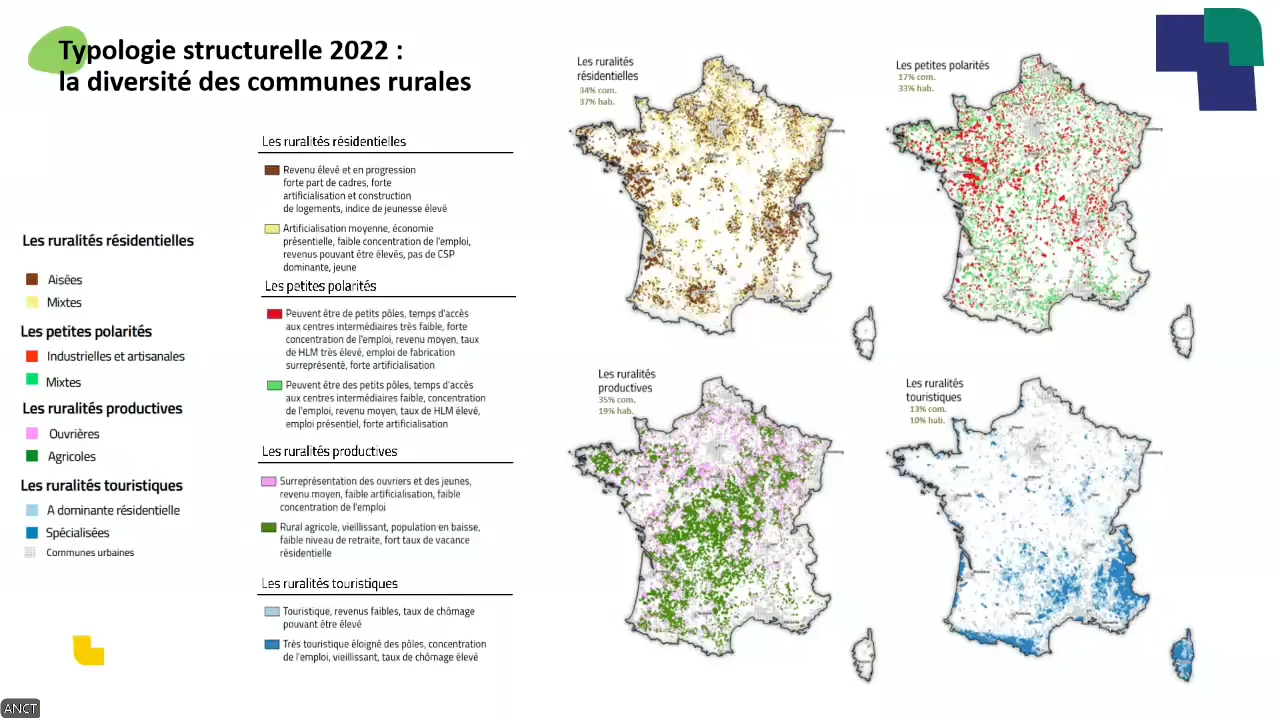 Typologie structurelle 2022 :
la diversité des communes rurales
Les ruralités résidentielles
Aisées
Mixtes
Les petites polarités
Industrielles et artisanales
Mixtes
Les ruralités productives
Ouvrières
Agricoles
Les ruralités touristiques
A dominante résidentielle
Spécialisées
Communes urbaines
Les ruralités résidentielles
Revenu élevé et en progression
forte part de cadres, forte
artificialisation et construction
de logements, indice de jeunesse élevé
Artificialisation moyenne, économie
présentielle, faible concentration de l'emploi,
revenus pouvant être élevés, pas de CSP
dominante, jeune
Les petites polarités
Peuvent être de petits pôles, temps d'accès
aux centres intermédiaires très faible, forte
concentration de l'emploi, revenu moyen, taux
de HLM très élevé, emploi de fabrication
surreprésenté, forte artificialisation
Peuvent être des petits pôles, temps d'accès
aux centres intermédiaires faible, concentration
de l'emploi, revenu moyen, taux de HLM élevé,
emploi présentiel, forte artificialisation
Les ruralités productives
Surreprésentation des ouvriers et des jeunes,
revenu moyen, faible artificialisation, faible
concentration de l'emploi
Rural agricole, vieillissant, population en baisse,
faible niveau de retraite, fort taux de vacance
résidentielle
Les ruralités touristiques
Touristique, revenus faibles, taux de chômage
pouvant être élevé
Très touristique éloigné des pôles, concentration
de l'emploi, vieillissant, taux de chômage élevé
Les ruralités
résidentielles
34% com.
37% hab.
Les petites polarités
17% com.
33% hab.
Les ruralités
productives
35% com.
19% hab.
Les ruralités
touristiques
13% com.
10% hab.
ANCT